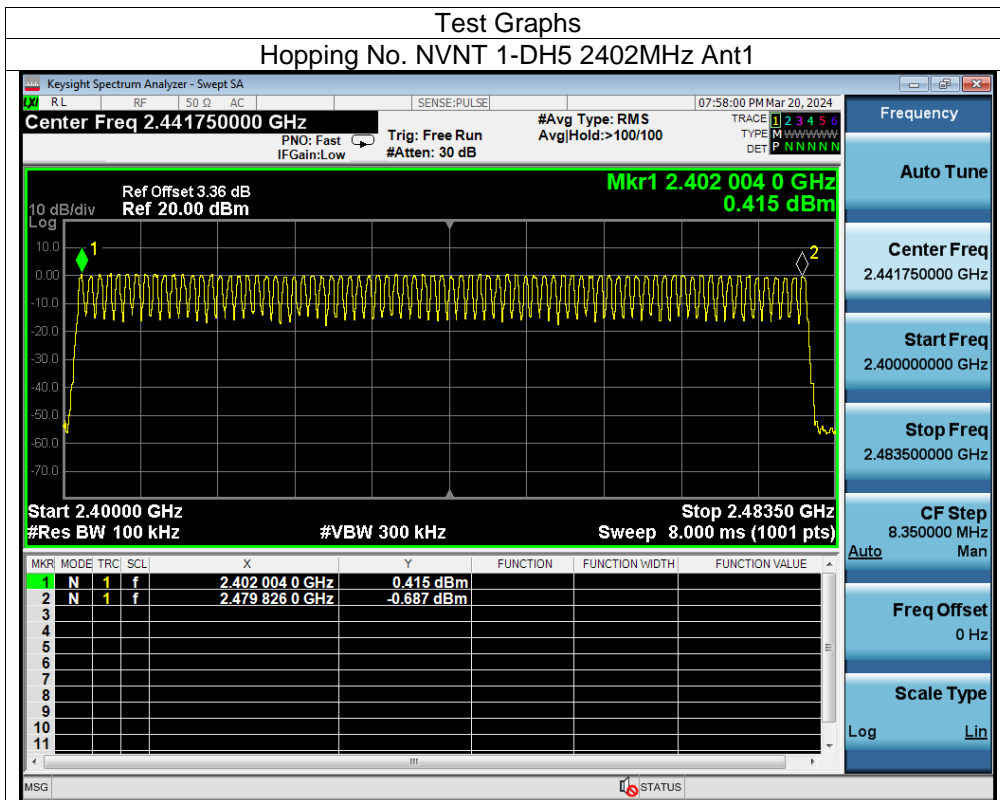 Test Graphs
Hopping No. NVNT 1-DH5 2402MHz Ant1
Keysight Spectrum Analyzer - Swept SA
LXI RL RF 50 Ω AC SENSE:PULSE 07:58:00 PM Mar 20, 2024
Center Freq 2.441750000 GHz
PNO: Fast
IFGain:Low
Trig: Free Run
#Atten: 30 dB
#Avg Type: RMS
Avg|Hold:>100/100
TRACE 1 2 3 4 5 6
TYPE M WWWWW
DET P N N N N N
Ref Offset 3.36 dB
Ref 20.00 dBm
10 dB/div
Log
Mkr1 2.402 004 0 GHz
0.415 dBm
1
2
10.0
0.00
-10.0
-20.0
-30.0
-40.0
-50.0
-60.0
-70.0
Start 2.40000 GHz
Stop 2.48350 GHz
#Res BW 100 kHz
#VBW 300 kHz
Sweep 8.000 ms (1001 pts)
MKR MODE TRC SCL X Y FUNCTION FUNCTION WIDTH FUNCTION VALUE
1 N 1 f 2.402 004 0 GHz 0.415 dBm
2 N 1 f 2.479 826 0 GHz -0.687 dBm
3
4
5
6
7
8
9
10
11
MSG
STATUS
Frequency
Auto Tune
Center Freq
2.441750000 GHz
Start Freq
2.400000000 GHz
Stop Freq
2.483500000 GHz
CF Step
8.350000 MHz
Auto Man
Freq Offset
0 Hz
Scale Type
Log Lin